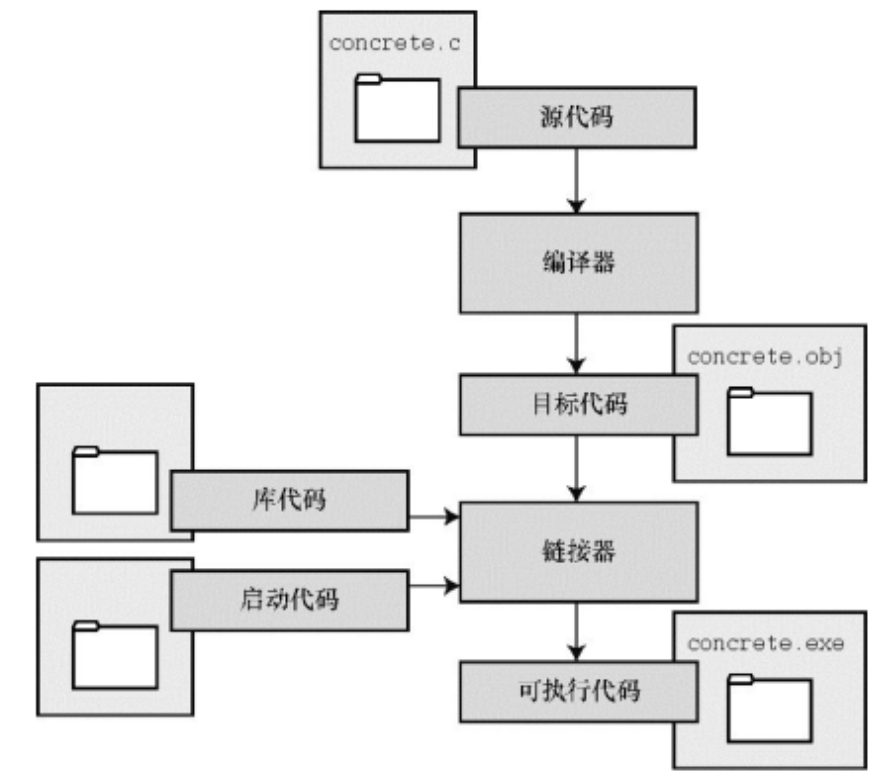 concrete.c
源代码
编译器
concrete.obj
目标代码
库代码
链接器
启动代码
concrete.exe
可执行代码